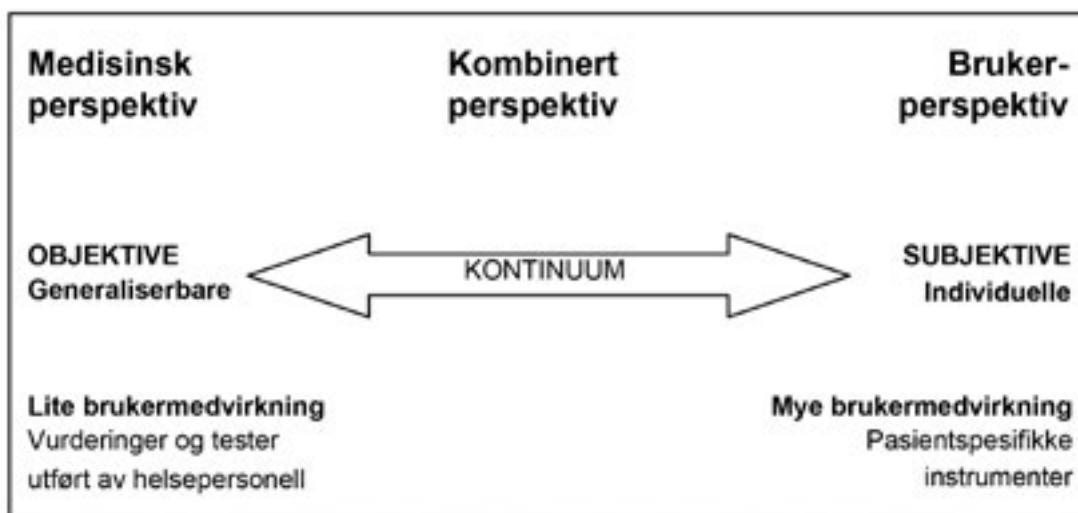 Medisinsk
perspektiv
Kombinert
perspektiv
Bruker-
perspektiv
OBJEKTIVE
Generaliserbare
KONTINUUM
SUBJEKTIVE
Individuelle
Lite brukermedvirkning
Vurderinger og tester
utført av helsepersonell
Mye brukermedvirkning
Pasientspesifikke
instrumenter